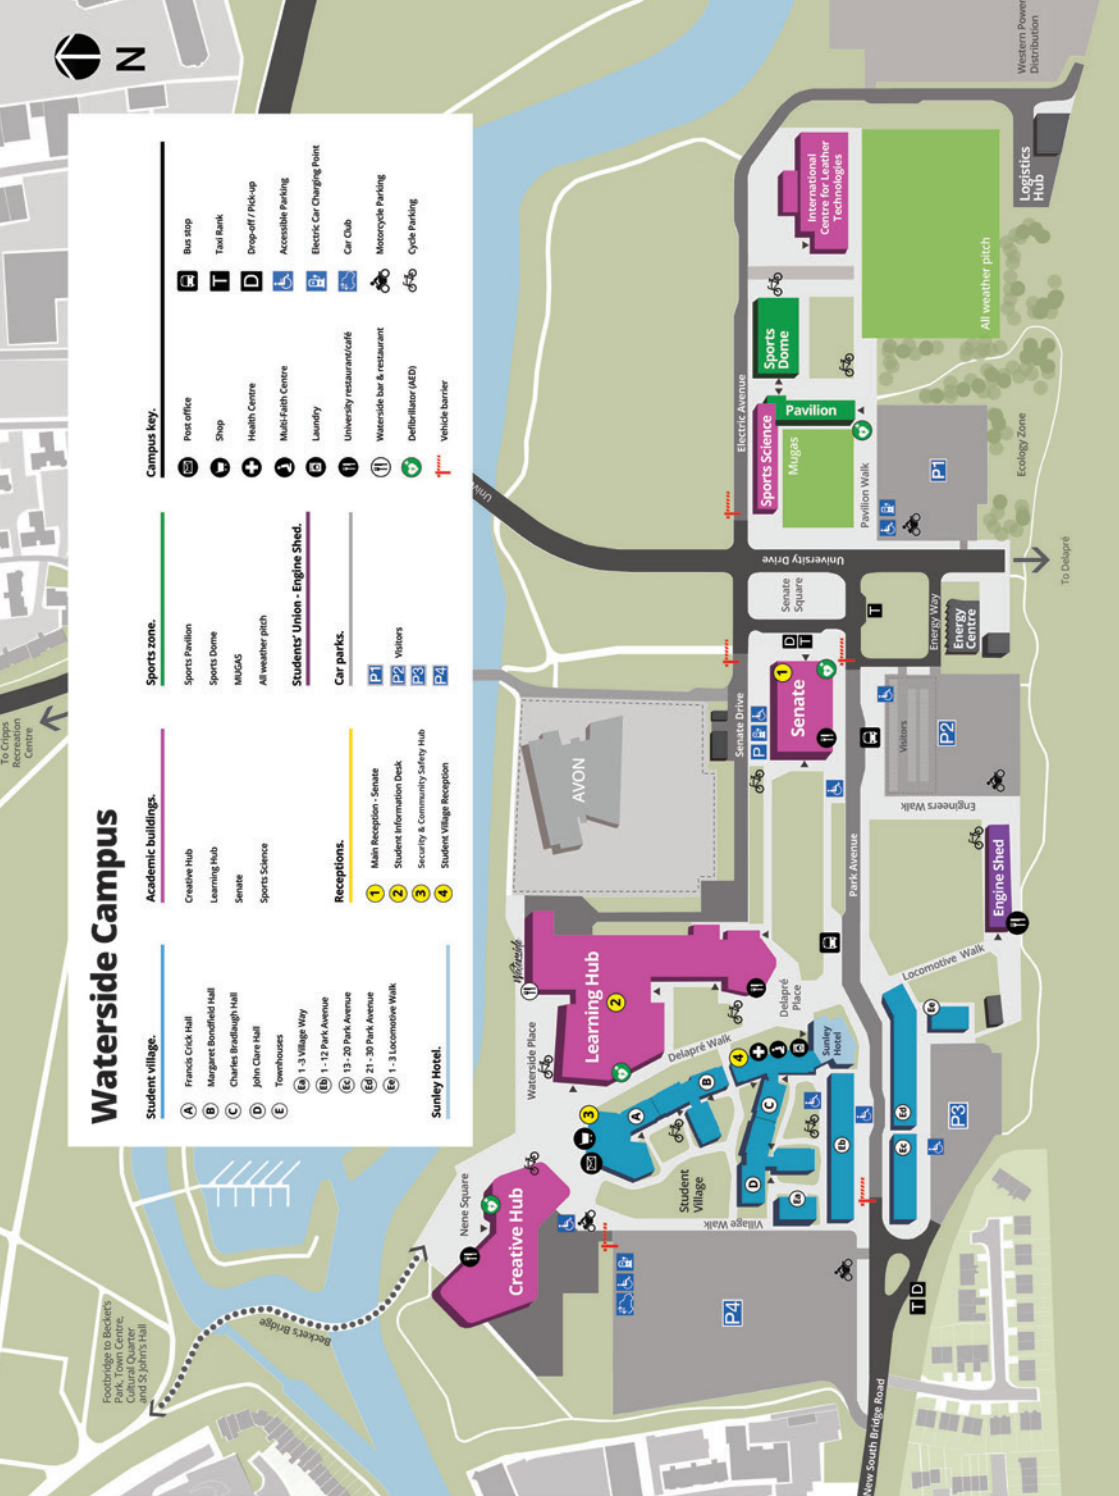 N
Waterside Campus
Student village.
A Francis Crick Hall
B Margaret Bondfield Hall
C Charles Bradlaugh Hall
D John Clare Hall
E Townhouses
Ea 1 -3 Village Way
Eb 1 - 12 Park Avenue
Ec 13 - 20 Park Avenue
Ed 21 - 30 Park Avenue
Ee 1 - 3 Locomotive Walk
Sunley Hotel.
Academic buildings.
Creative Hub
Learning Hub
Senate
Sports Science
Receptions.
1 Main Reception - Senate
2 Student Information Desk
3 Security & Community Safety Hub
4 Student Village Reception
Sports zone.
Sports Pavilion
Sports Dome
MUGAS
All weather pitch
Students' Union - Engine Shed.
Car parks.
P1
P2 Visitors
P3
P4
Campus key.
Post office
Shop
Health Centre
Multi-Faith Centre
Laundry
University restaurant/café
Waterside bar & restaurant
Defibrillator (AED)
Vehicle barrier
Bus stop
T Taxi Rank
D Drop-off / Pick-up
Accessible Parking
Electric Car Charging Point
Car Club
Motorcycle Parking
Cycle Parking
To Cripps
Recreation
Centre
Footbridge to Becket's
Park, Town Centre,
Cultural Quarter
and St John's Hall
Becket's Bridge
Nene Square
Creative Hub
Waterside Place
Waterside
Learning Hub
2
AVON
Univ
Delapré Walk
Delapré
Place
3
A
B
4
C
D
Sunley
Hotel
Student
Village
Village Walk
Ea
Eb
Ec
Ed
Ee
P4
P3
T D
New South Bridge Road
Locomotive Walk
Engine Shed
Park Avenue
Engineers Walk
Visitors
P2
Senate Drive
P
Senate
1
D
T
Senate
Square
T
Energy Way
Energy
Centre
University Drive
To Delapré
Electric Avenue
Sports Science
Mugas
Pavilion
Sports
Dome
Pavilion Walk
P1
Ecology Zone
All weather pitch
International
Centre for Leather
Technologies
Logistics
Hub
Western Power
Distribution